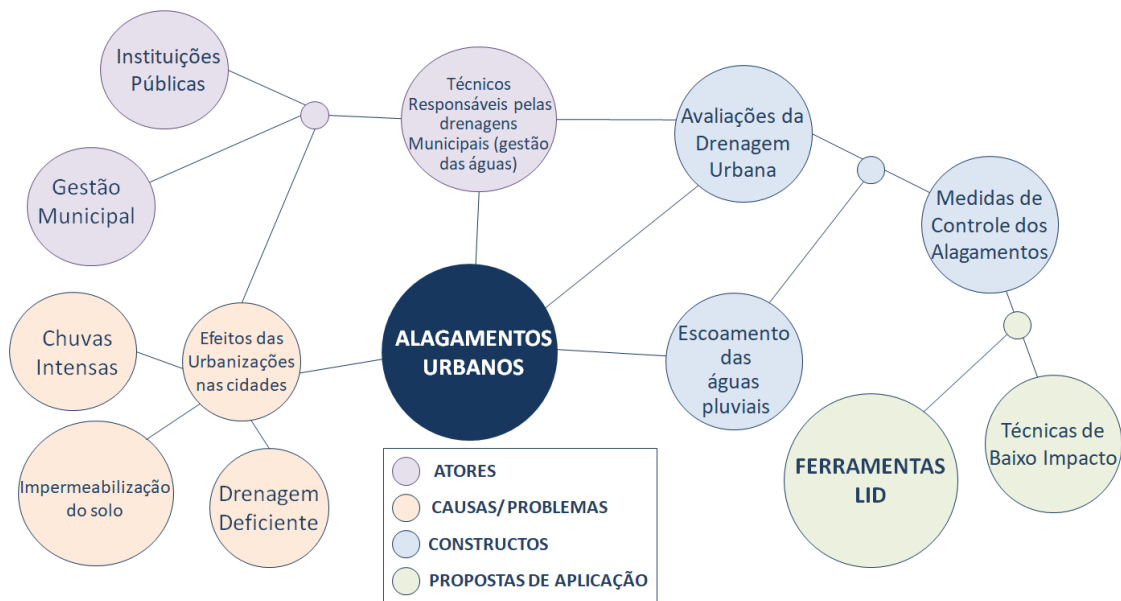 Instituições
Públicas
Técnicos
Responsáveis pelas
drenagens
Municipais (gestão
das águas)
Avaliações da
Drenagem
Urbana
Gestão
Municipal
Medidas de
Controle dos
Alagamentos
Chuvas
Intensas
Efeitos das
Urbanizações
nas cidades
ALAGAMENTOS
URBANOS
Escoamento
das
águas
pluviais
Impermeabilização
do solo
Drenagem
Deficiente
FERRAMENTAS
LID
Técnicas de
Baixo Impacto
ATORES
CAUSAS/ PROBLEMAS
CONSTRUCTOS
PROPOSTAS DE APLICAÇÃO